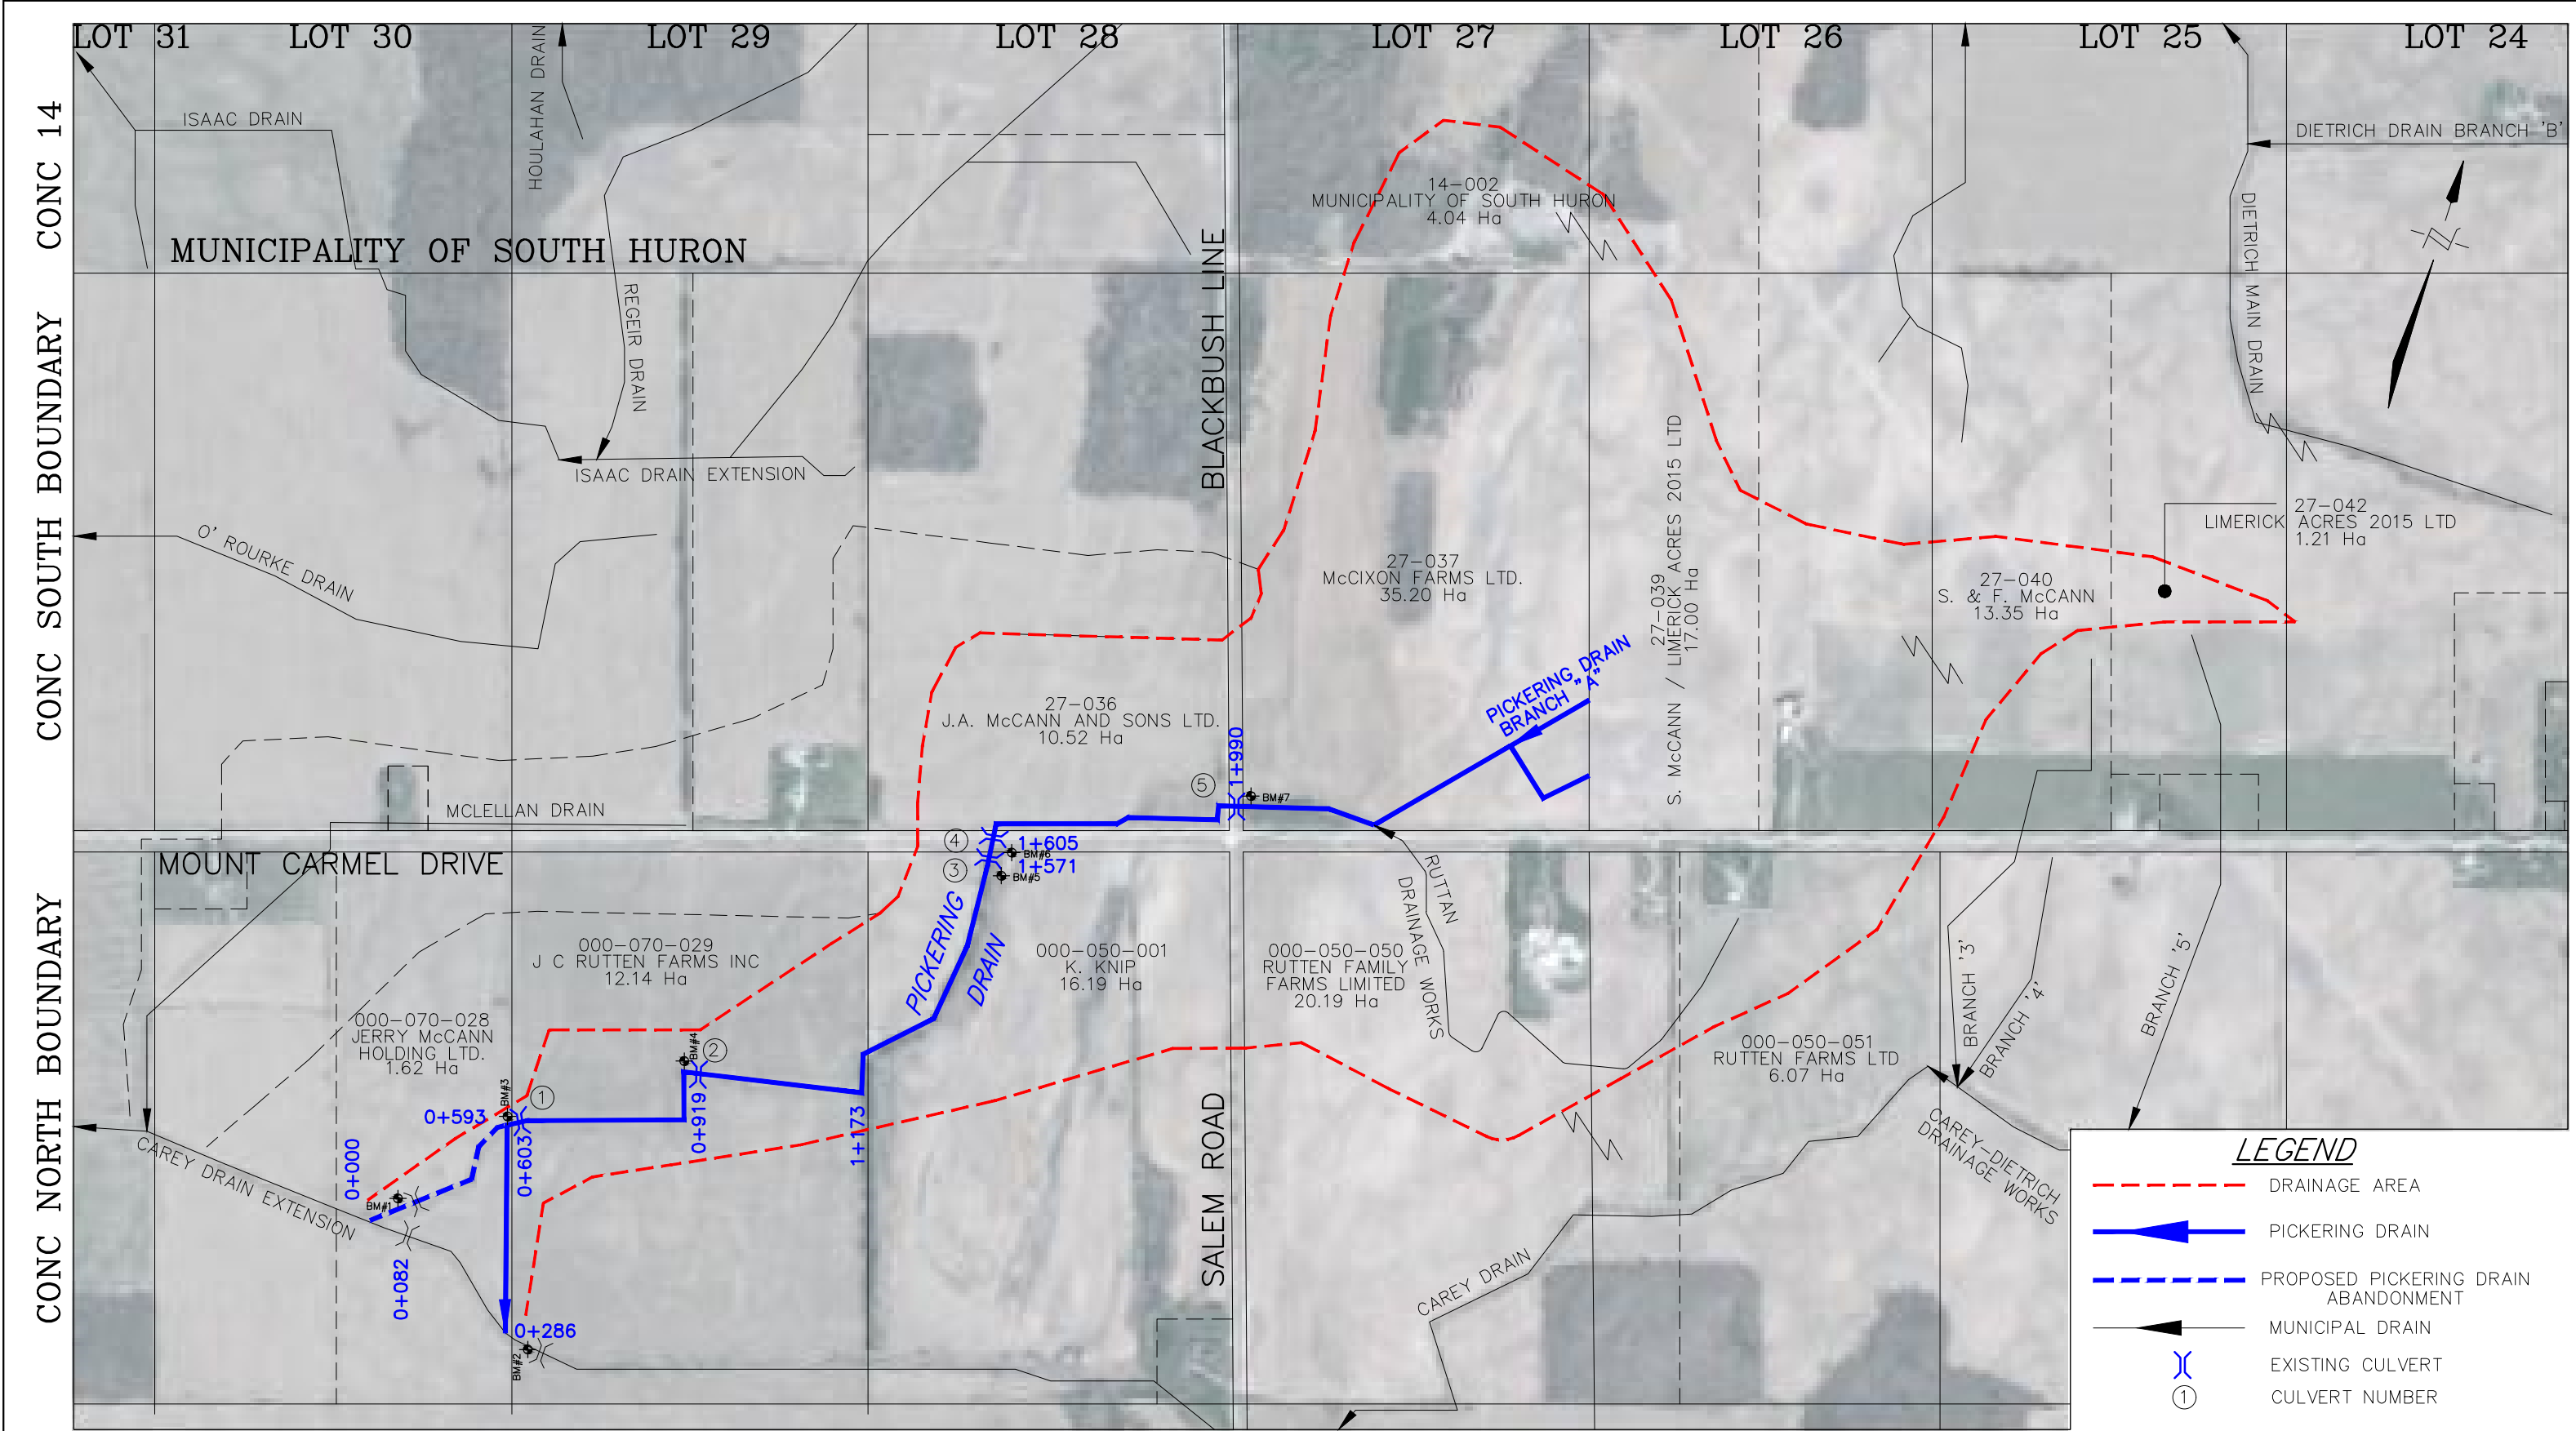 LOT 31
LOT 30
LOT 29
LOT 28
LOT 27
LOT 26
LOT 25
LOT 24
CONC 14
CONC SOUTH BOUNDARY
CONC NORTH BOUNDARY
ISAAC DRAIN
HOULAHAN DRAIN
MUNICIPALITY OF SOUTH HURON
REGEIR DRAIN
ISAAC DRAIN EXTENSION
O' ROURKE DRAIN
BLACKBUSH LINE
14-002
MUNICIPALITY OF SOUTH HURON
4.04 Ha
DIETRICH DRAIN BRANCH 'B'
DIETRICH MAIN DRAIN
27-042
LIMERICK ACRES 2015 LTD
1.21 Ha
27-037
McCIXON FARMS LTD.
35.20 Ha
27-039
S. McCANN / LIMERICK ACRES 2015 LTD
17.00 Ha
27-040
S. & F. McCANN
13.35 Ha
27-036
J.A. McCANN AND SONS LTD.
10.52 Ha
PICKERING DRAIN
BRANCH "A"
1+990
5
BM#7
MCLELLAN DRAIN
MOUNT CARMEL DRIVE
4
1+605
BM#6
3
1+571
BM#5
PICKERING
DRAIN
RUTTAN
DRAINAGE WORKS
000-070-029
J C RUTTEN FARMS INC
12.14 Ha
000-050-001
K. KNIP
16.19 Ha
000-050-050
RUTTEN FAMILY
FARMS LIMITED
20.19 Ha
000-070-028
JERRY McCANN
HOLDING LTD.
1.62 Ha
000-050-051
RUTTEN FARMS LTD
6.07 Ha
BRANCH '3'
BRANCH '4'
BRANCH '5'
BM#4
2
BM#3
1
0+593
0+603
0+919
1+173
0+000
BM#1
0+082
CAREY DRAIN EXTENSION
0+286
BM#2
SALEM ROAD
CAREY DRAIN
CAREY-DIETRICH
DRAINAGE WORKS
LEGEND
DRAINAGE AREA
PICKERING DRAIN
PROPOSED PICKERING DRAIN
ABANDONMENT
MUNICIPAL DRAIN
EXISTING CULVERT
1
CULVERT NUMBER